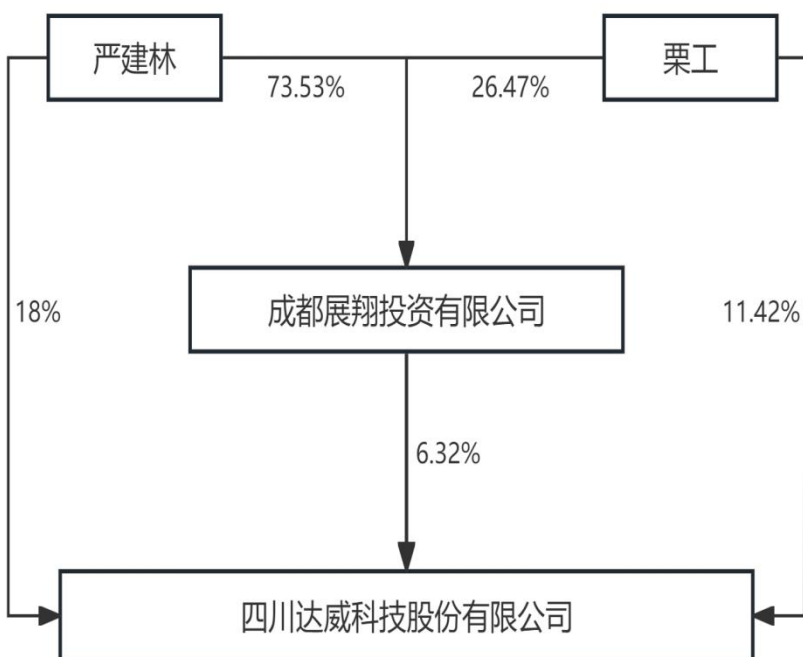 严建林
栗工
73.53%
26.47%
成都展翔投资有限公司
18%
11.42%
6.32%
四川达威科技股份有限公司